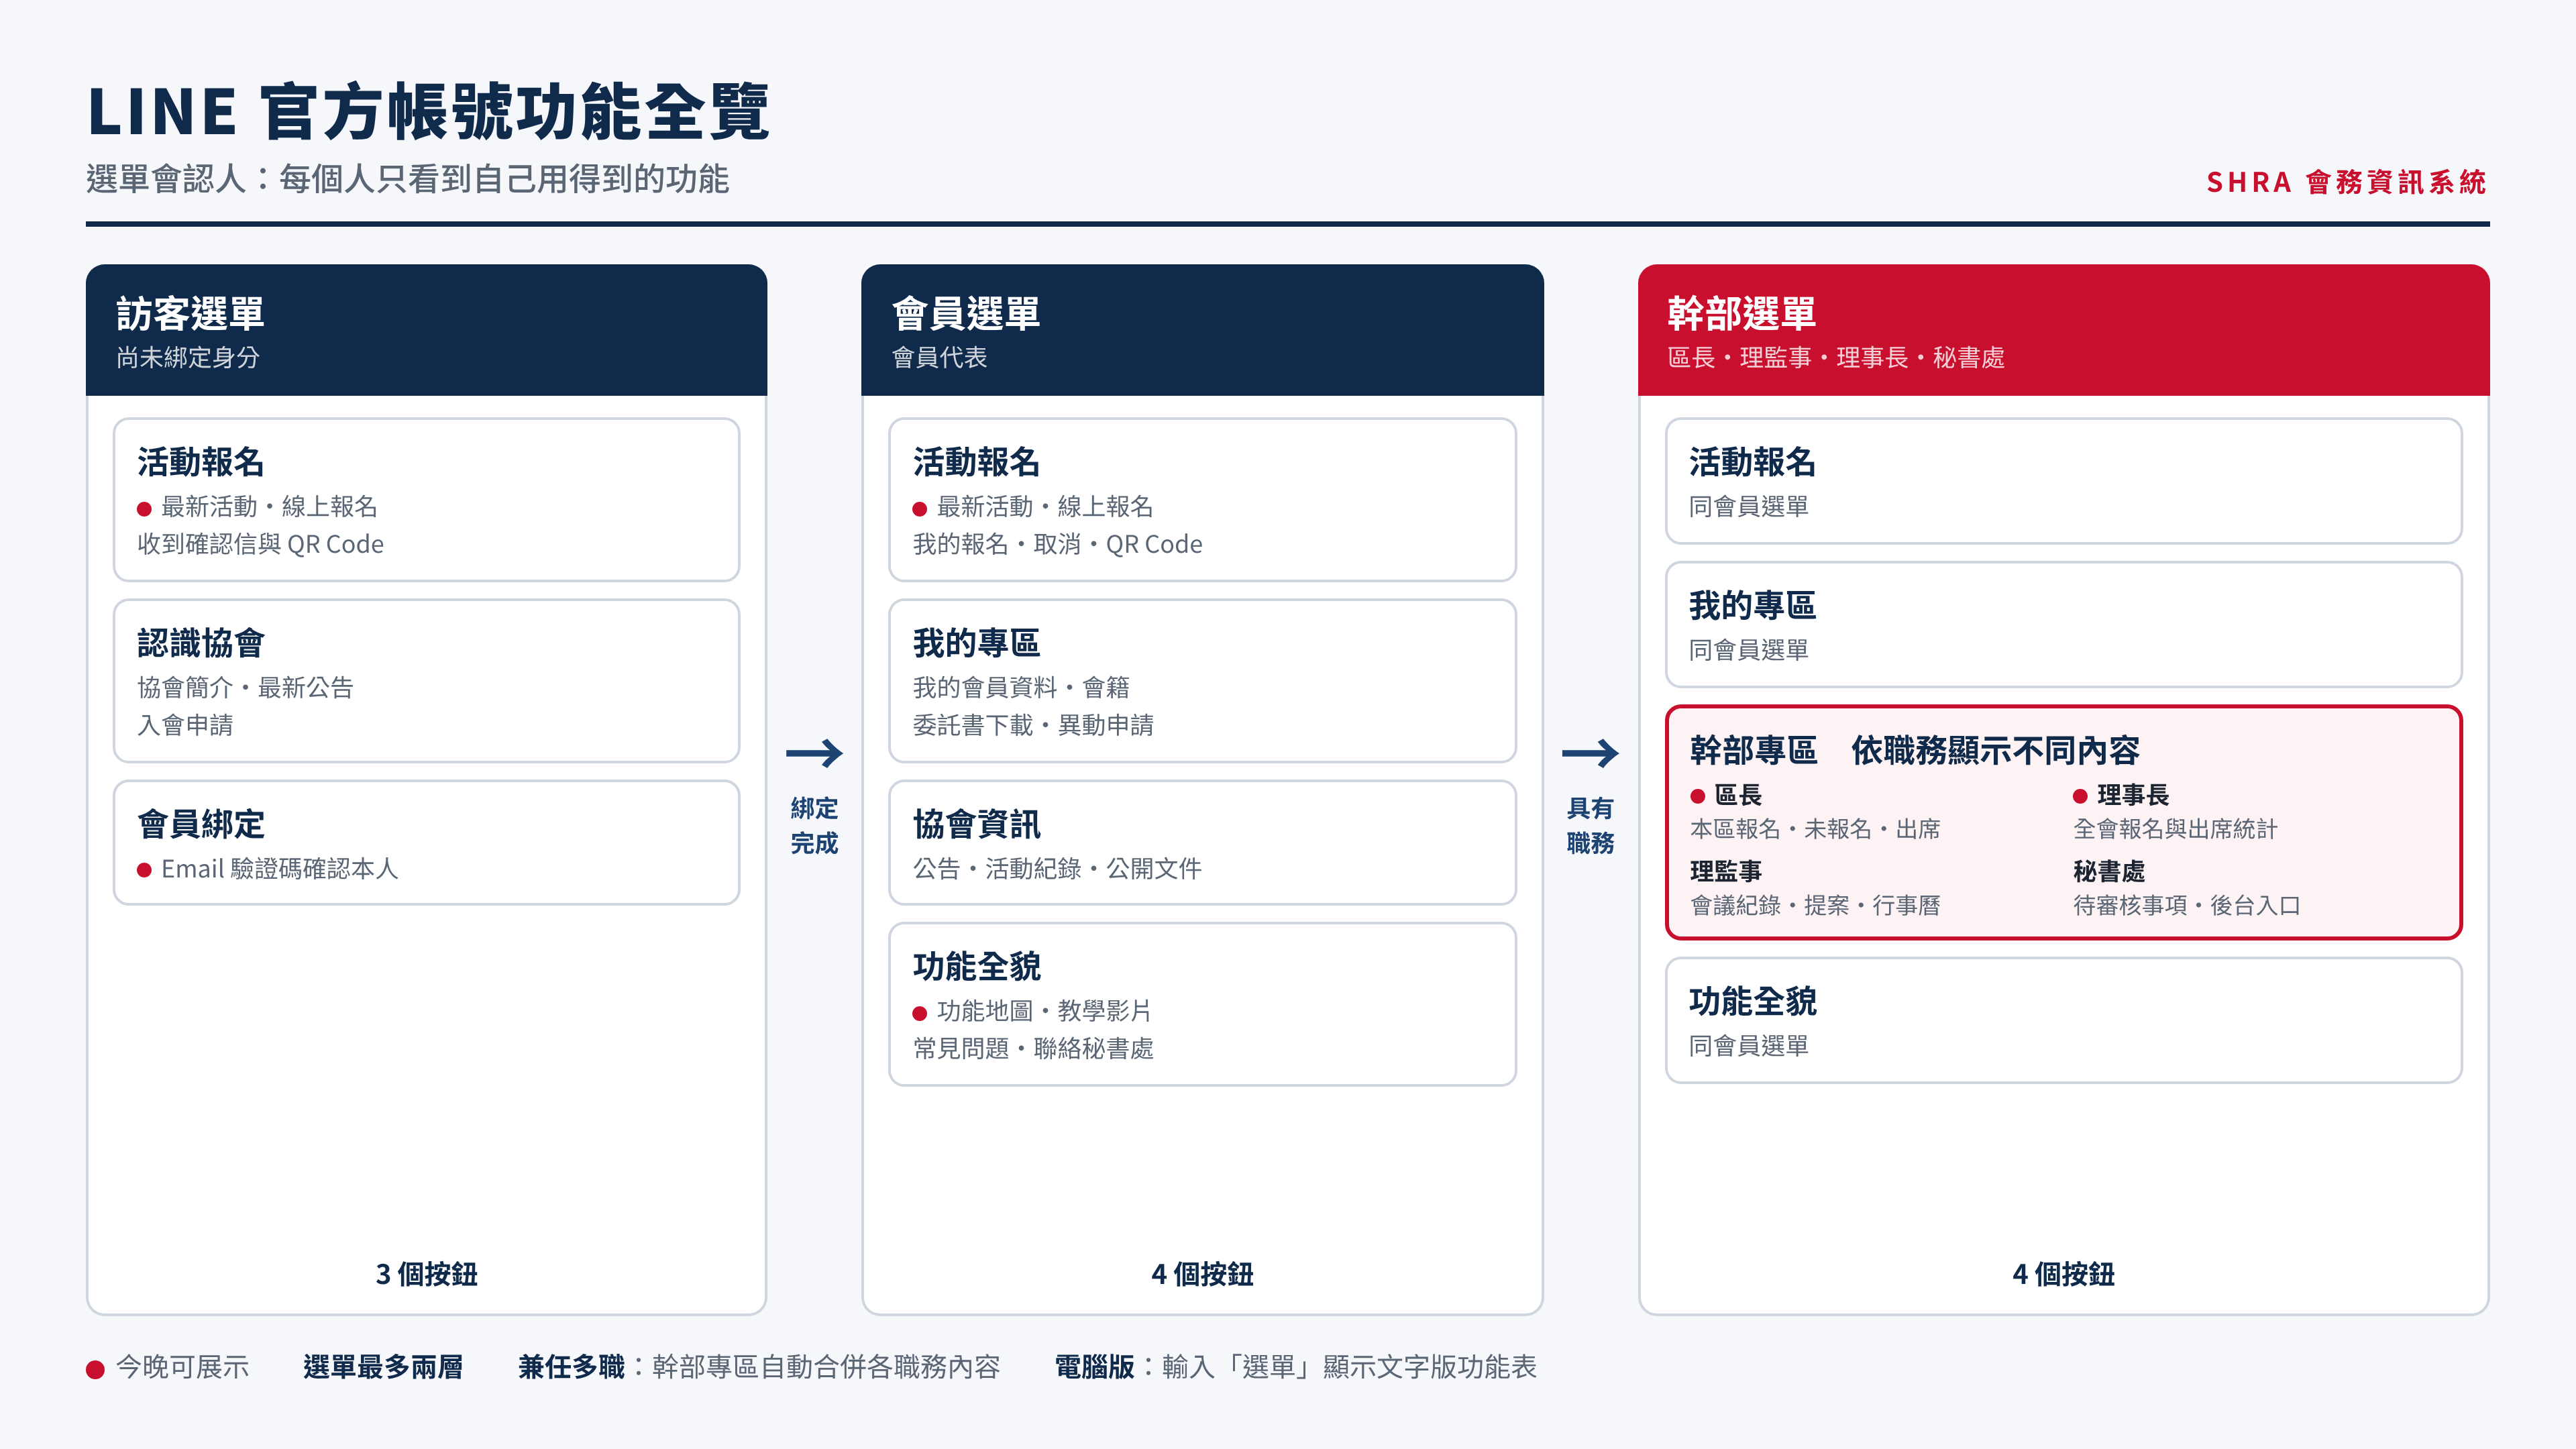 LINE 官方帳號功能全覽
選單會認人：每個人只看到自己用得到的功能
SHRA 會務資訊系統
訪客選單
尚未綁定身分
活動報名
最新活動・線上報名
收到確認信與 QR Code
認識協會
協會簡介・最新公告
入會申請
會員綁定
Email 驗證碼確認本人
3 個按鈕
→
綁定
完成
會員選單
會員代表
活動報名
最新活動・線上報名
我的報名・取消・QR Code
我的專區
我的會員資料・會籍
委託書下載・異動申請
協會資訊
公告・活動紀錄・公開文件
功能全貌
功能地圖・教學影片
常見問題・聯絡秘書處
4 個按鈕
→
具有
職務
幹部選單
區長・理監事・理事長・秘書處
活動報名
同會員選單
我的專區
同會員選單
幹部專區　依職務顯示不同內容
區長
本區報名・未報名・出席
理事長
全會報名與出席統計
理監事
會議紀錄・提案・行事曆
秘書處
待審核事項・後台入口
功能全貌
同會員選單
4 個按鈕
今晚可展示　選單最多兩層　兼任多職：幹部專區自動合併各職務內容　電腦版：輸入「選單」顯示文字版功能表